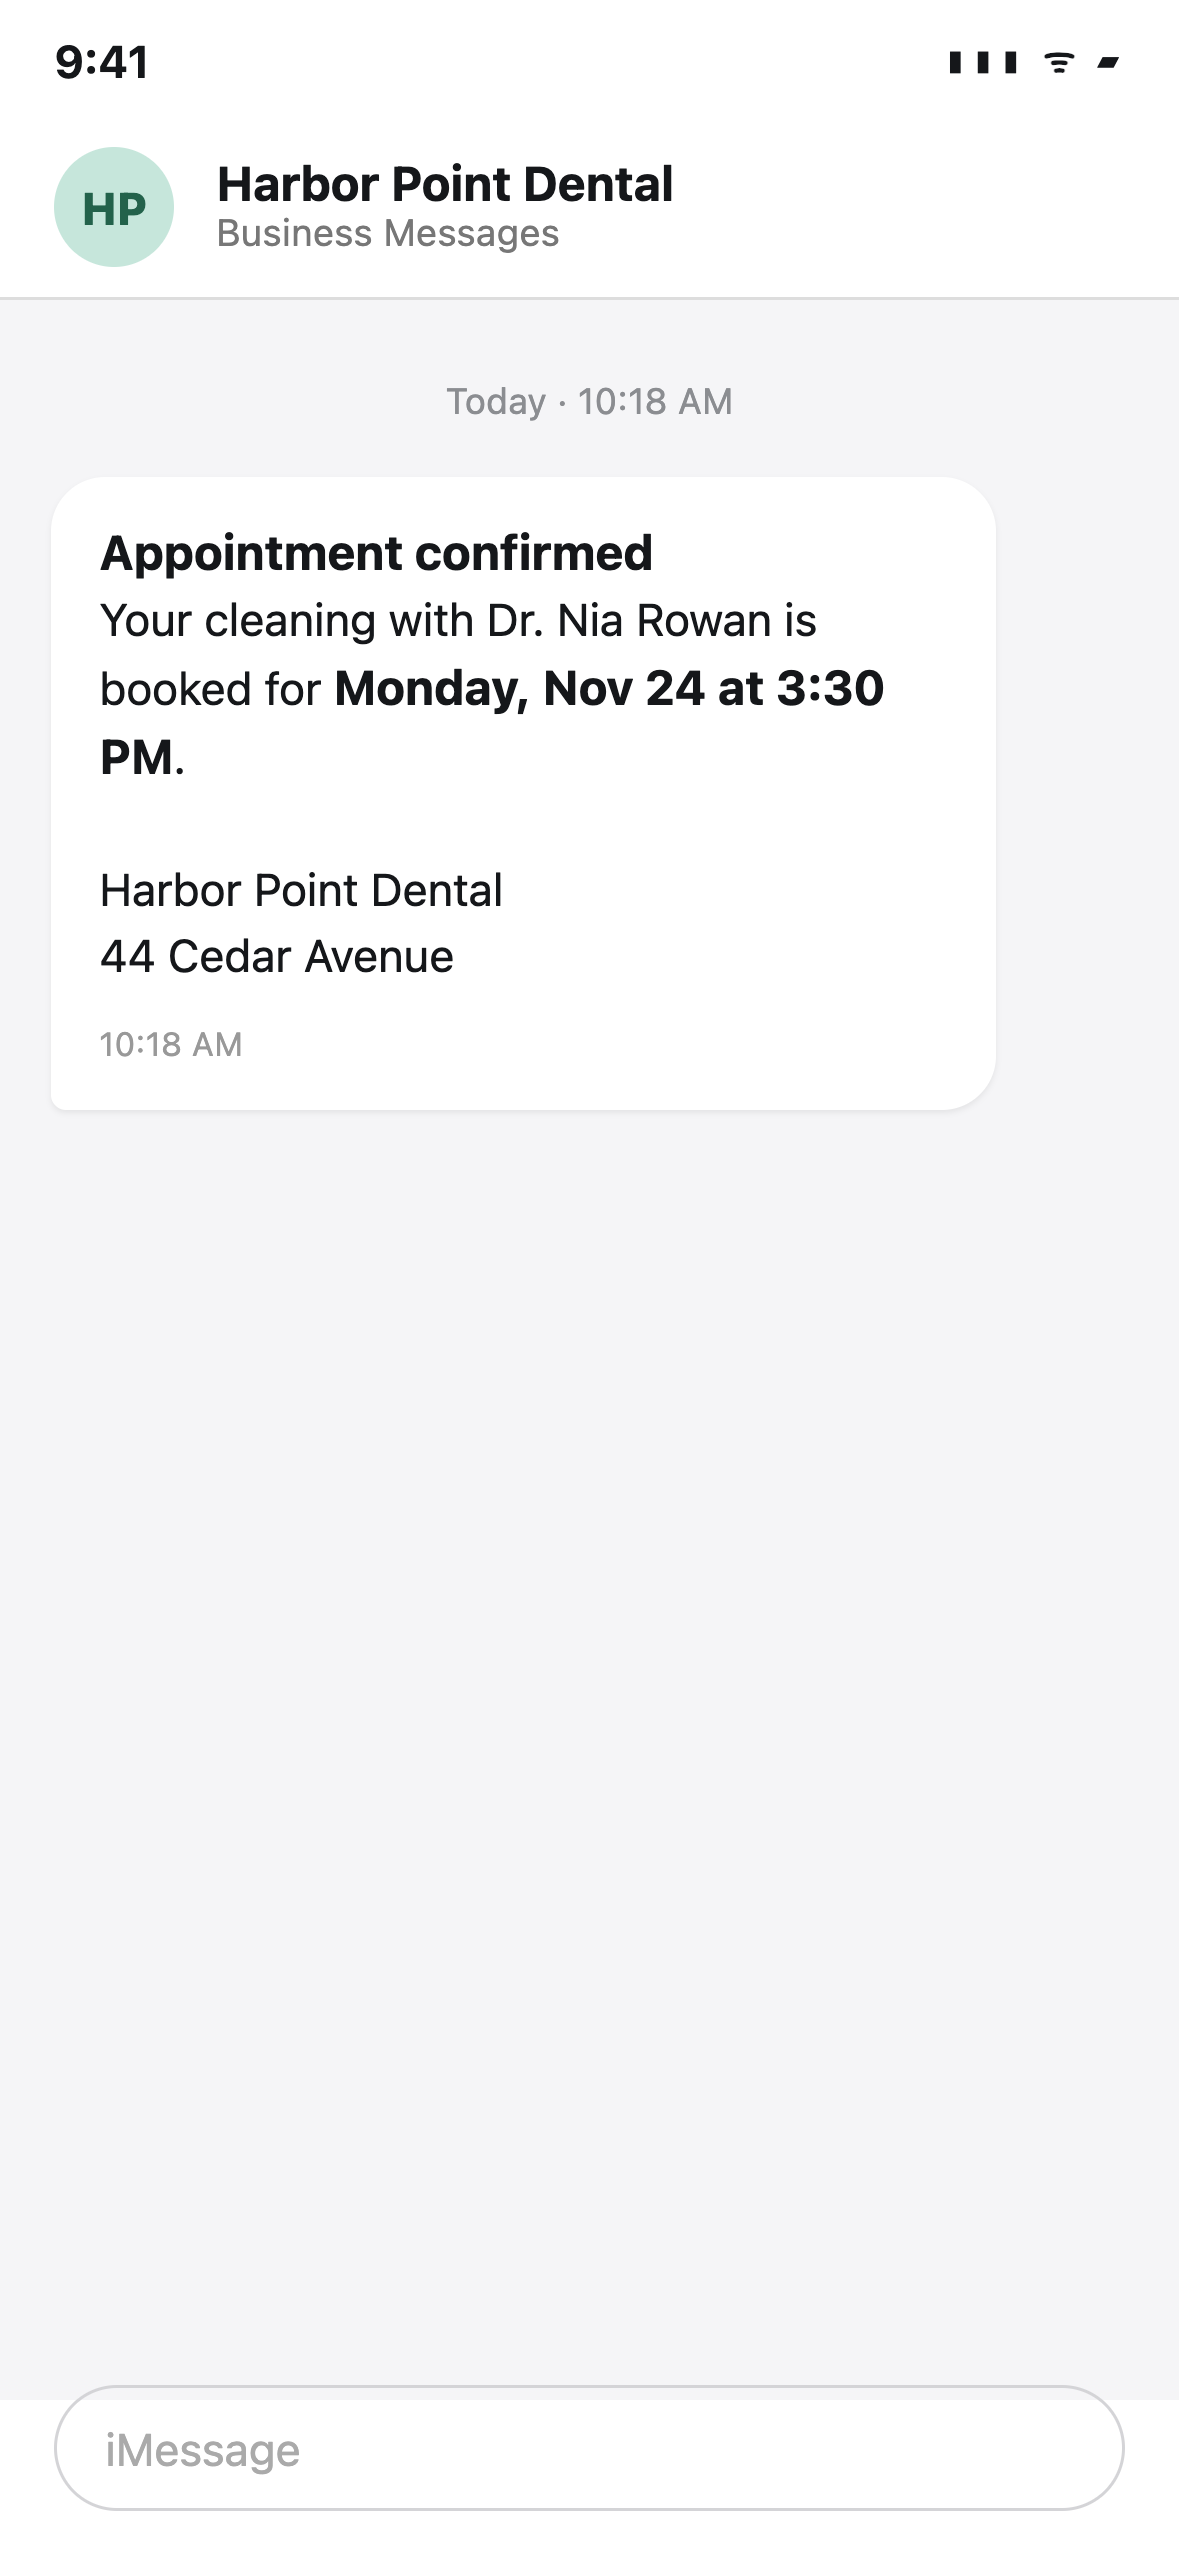 9:41
HP
Harbor Point Dental
Business Messages
Today · 10:18 AM
Appointment confirmed
Your cleaning with Dr. Nia Rowan is
booked for Monday, Nov 24 at 3:30
PM.
Harbor Point Dental
44 Cedar Avenue
10:18 AM
iMessage